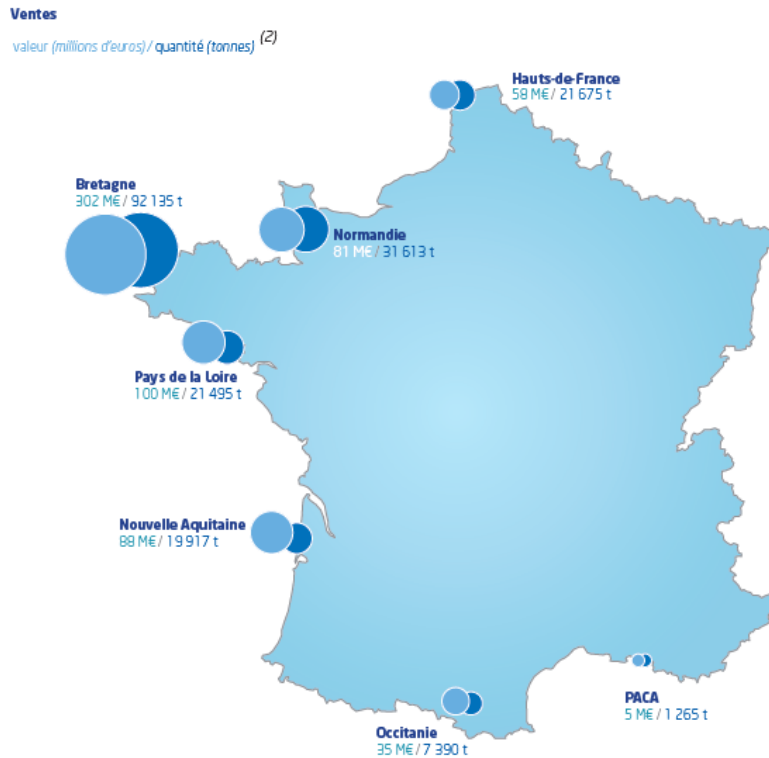 Ventes
valeur (millions d'euros)/ quantité (tonnes) (2)
Hauts-de-France
58 M€/ 21 675 t
Bretagne
302 M€/ 92 135 t
Normandie
81 M€/ 31 613 t
Pays de la Loire
100 M€/ 21 495 t
Nouvelle Aquitaine
88 M€/ 19 917 t
PACA
5 M€/ 1 265 t
Occitanie
35 M€/ 7 390 t